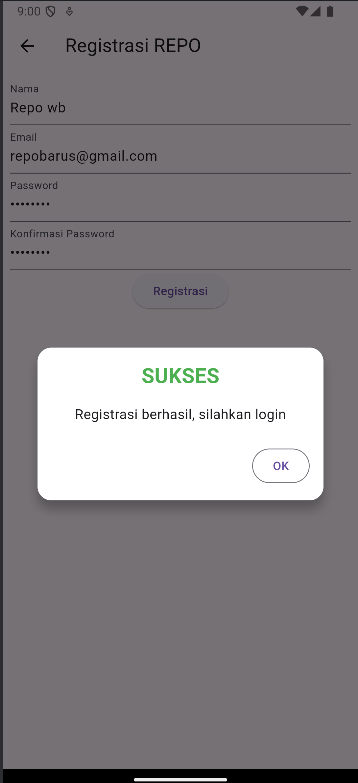 9:00
Registrasi REPO
Nama
Repo wb
Email
repobarus@gmail.com
Password
••••••••
Konfirmasi Password
••••••••
Registrasi
SUKSES
Registrasi berhasil, silahkan login
OK